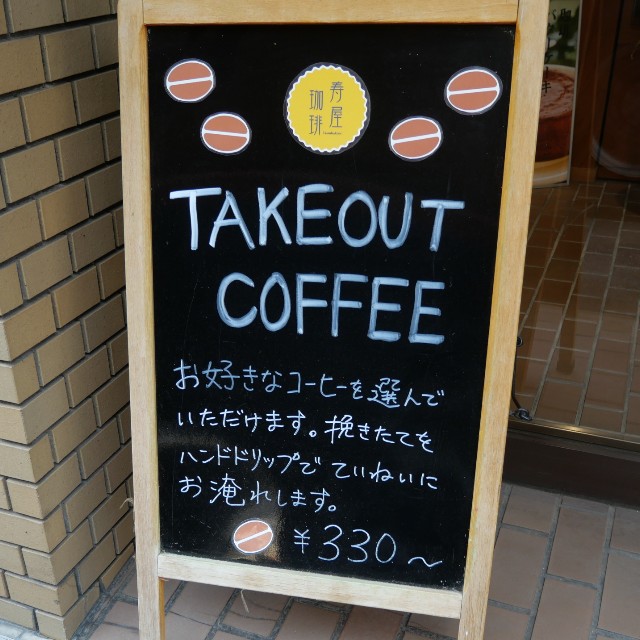 寿屋
珈琲
TAKEOUT
COFFEE
お好きなコーヒーを選んで
いただけます。挽きたてを
ハンドドリップで ていねいに
お淹れします。
¥330〜